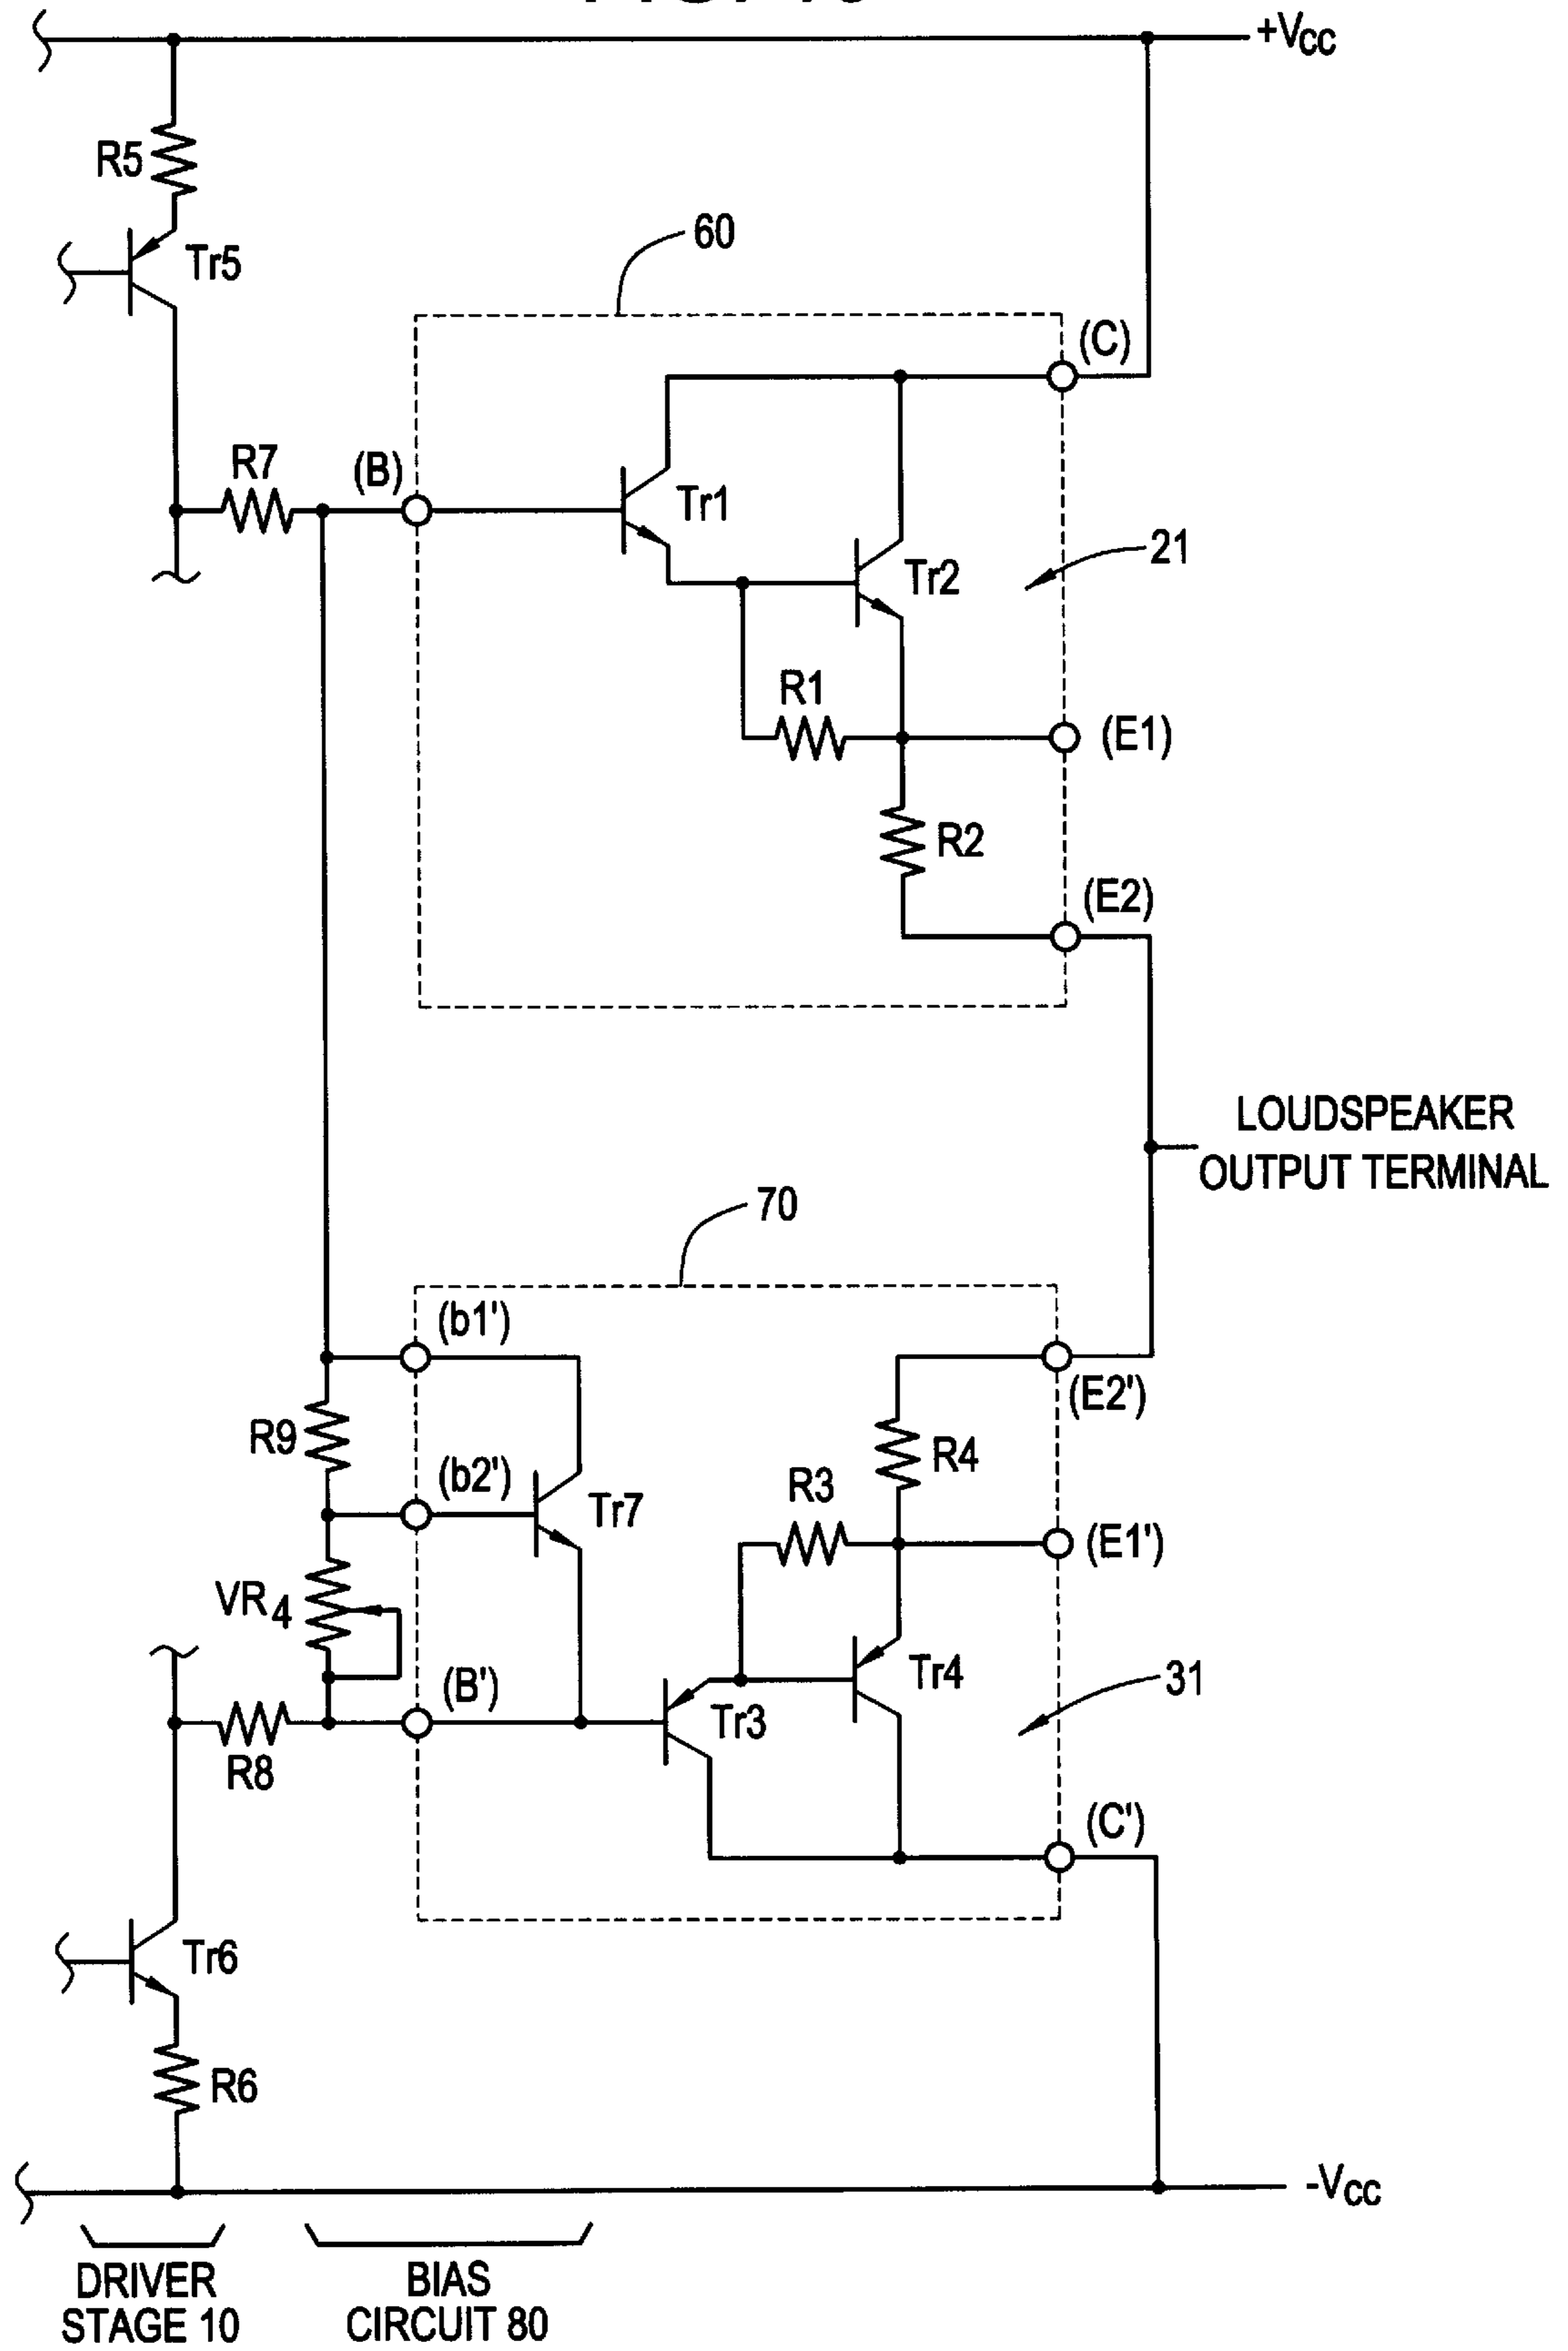 +VCC
R5
Tr5
60
(C)
R7
(B)
Tr1
21
Tr2
R1
(E1)
R2
(E2)
LOUDSPEAKER
OUTPUT TERMINAL
70
(b1')
(E2')
R9
R4
(b2')
R3
Tr7
(E1')
VR4
Tr4
(B')
31
Tr3
R8
(C')
Tr6
R6
-VCC
DRIVER
STAGE 10
BIAS
CIRCUIT 80